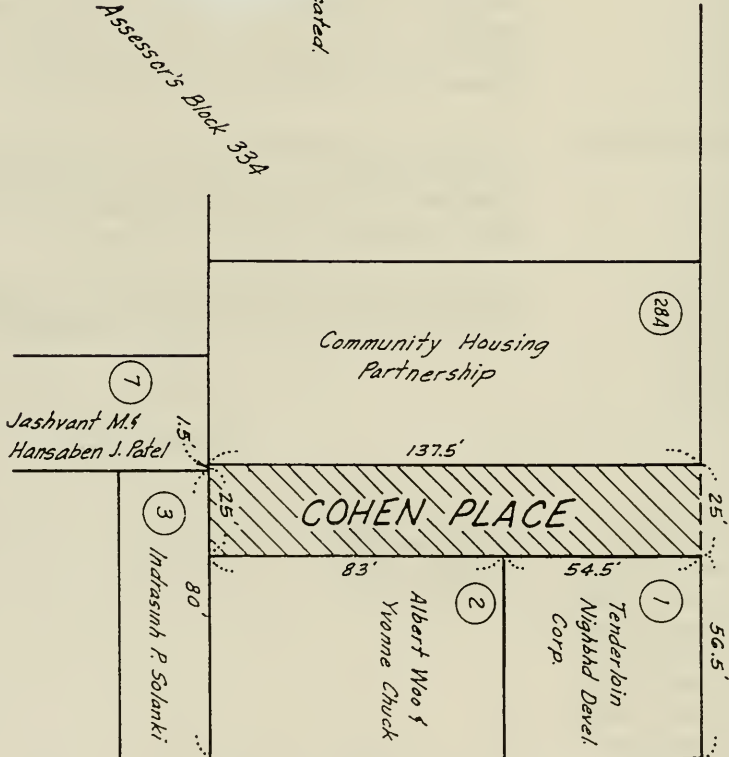 cated.
Assessor's Block 334
28A
Community Housing
Partnership
7
Jashvant M. &
Hansaben J. Patel
1.5'
137.5'
25'
COHEN PLACE
25'
83'
54.5'
3
Indrasinh P. Solanki
80'
2
Albert Woo &
Yvonne Chuck
1
Tenderloin
Nighbhd Devel.
Corp.
56.5'